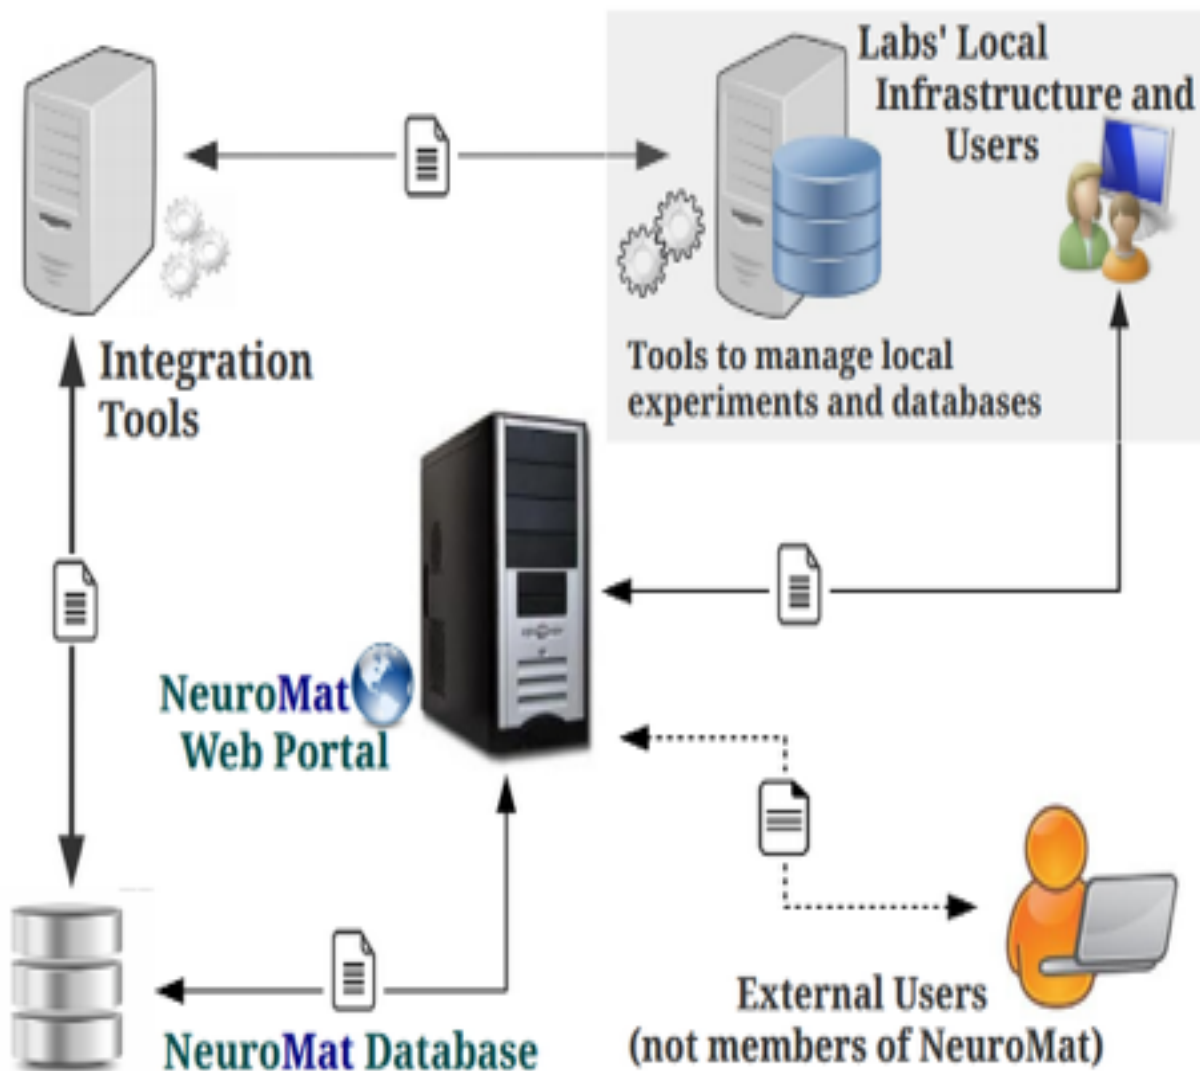 Labs' Local
Infrastructure and
Users
Integration
Tools
Tools to manage local
experiments and databases
NeuroMat
Web Portal
External Users
(not members of NeuroMat)
NeuroMat Database